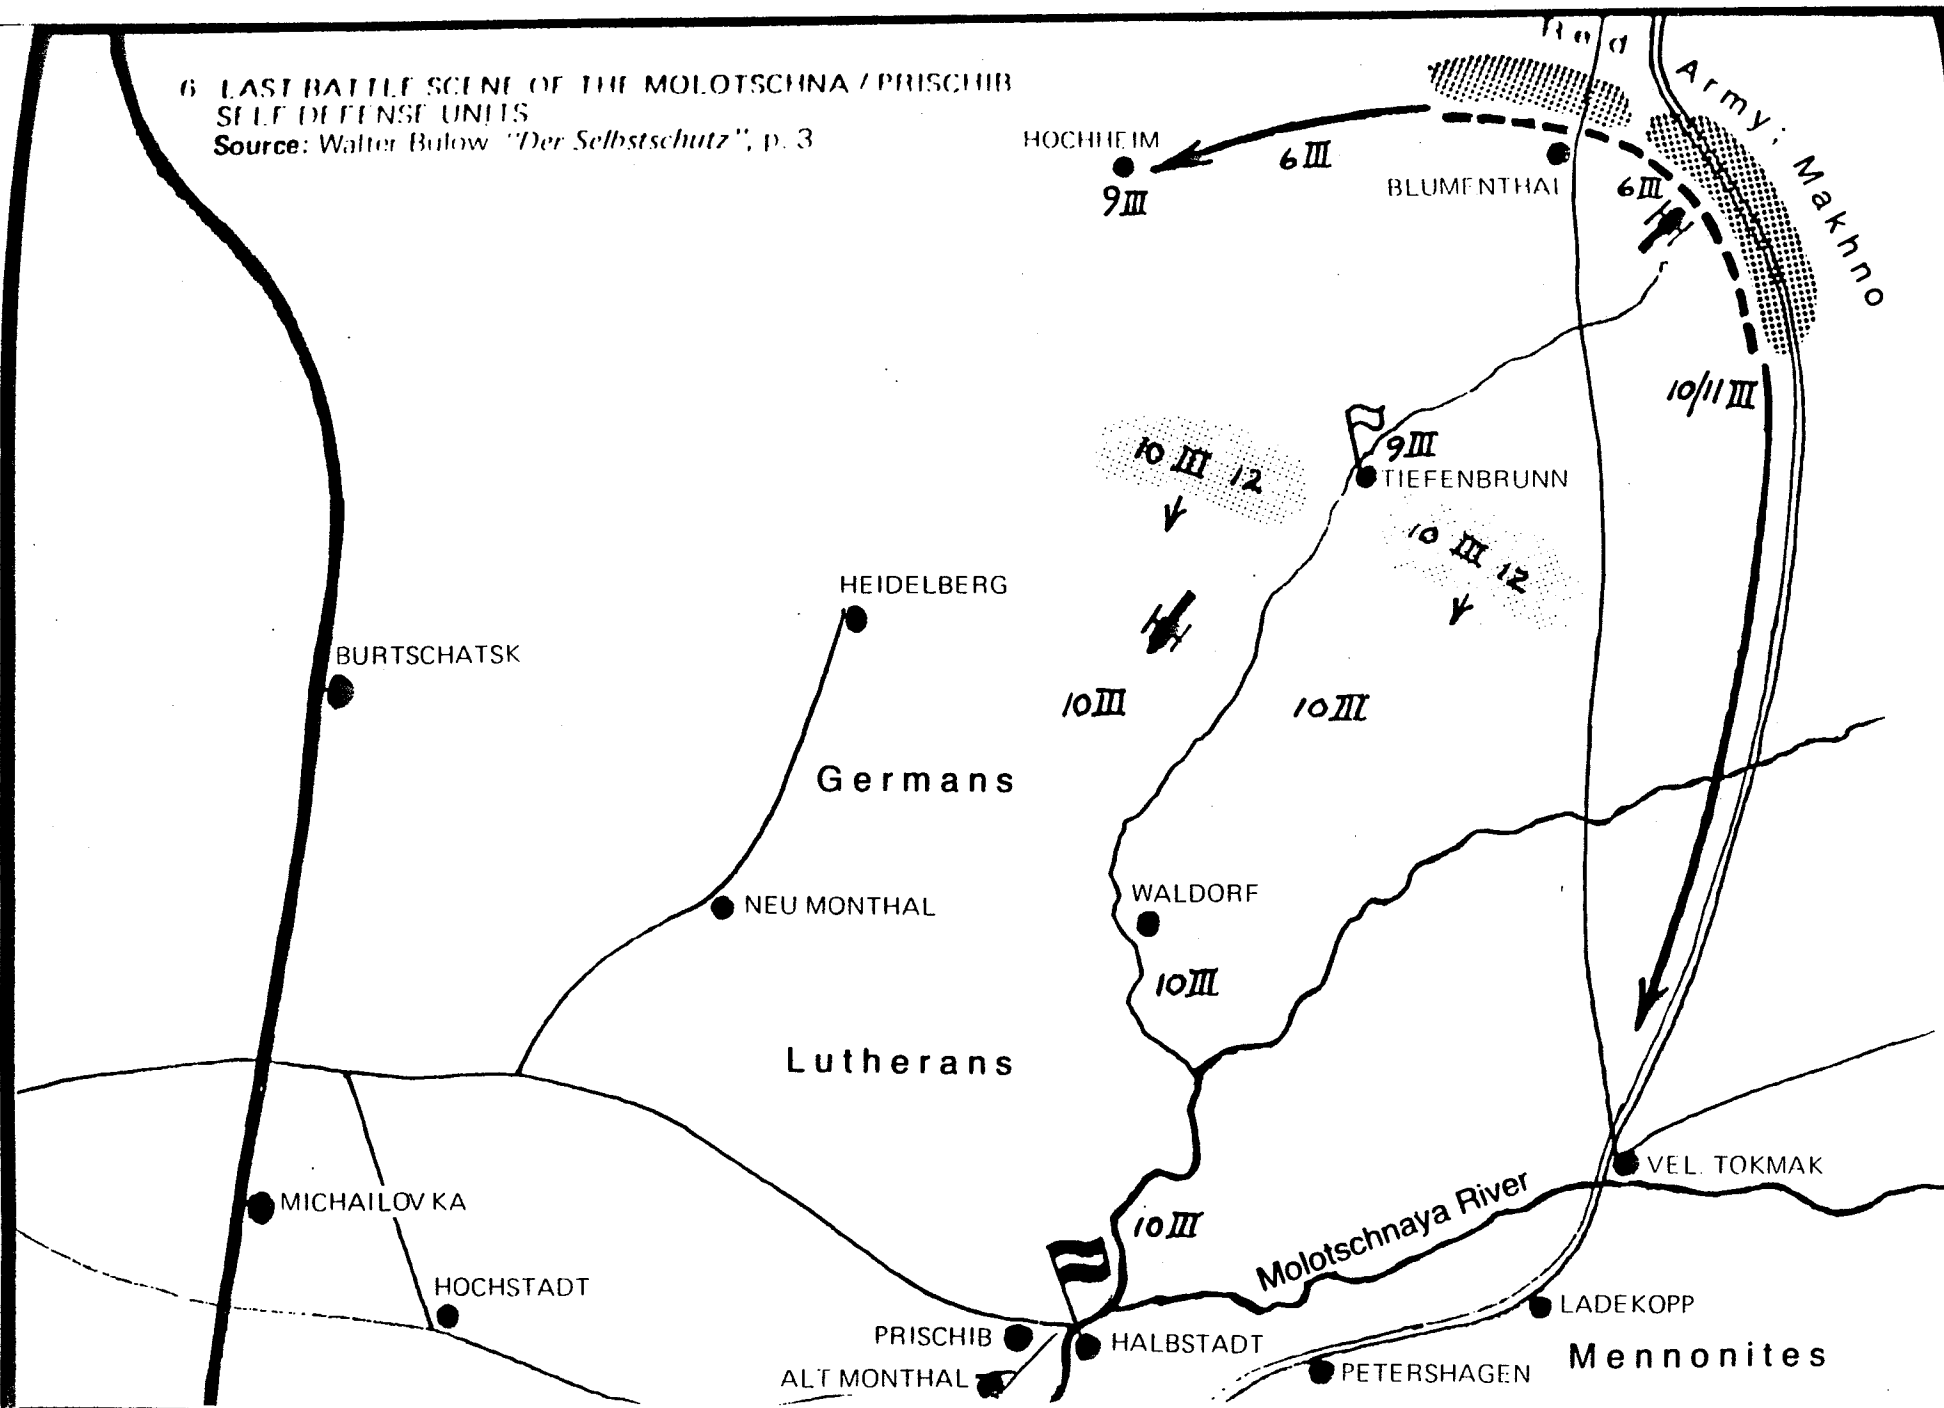 6 LAST BATTLE SCENE OF THE MOLOTSCHNA / PRISCHIB
SELF DEFENSE UNITS
Source: Walter Bulow "Der Selbstschutz", p. 3
Red Army; Makhno
HOCHHEIM
9 III
6 III
BLUMENTHAL
6 III
10/11 III
9 III
TIEFENBRUNN
10 III 12
10 III 12
HEIDELBERG
BURTSCHATSK
10 III
10 III
Germans
WALDORF
NEU MONTHAL
10 III
Lutherans
VEL. TOKMAK
MICHAILOVKA
10 III
Molotschnaya River
HOCHSTADT
LADEKOPP
PRISCHIB
HALBSTADT
Mennonites
ALT MONTHAL
PETERSHAGEN